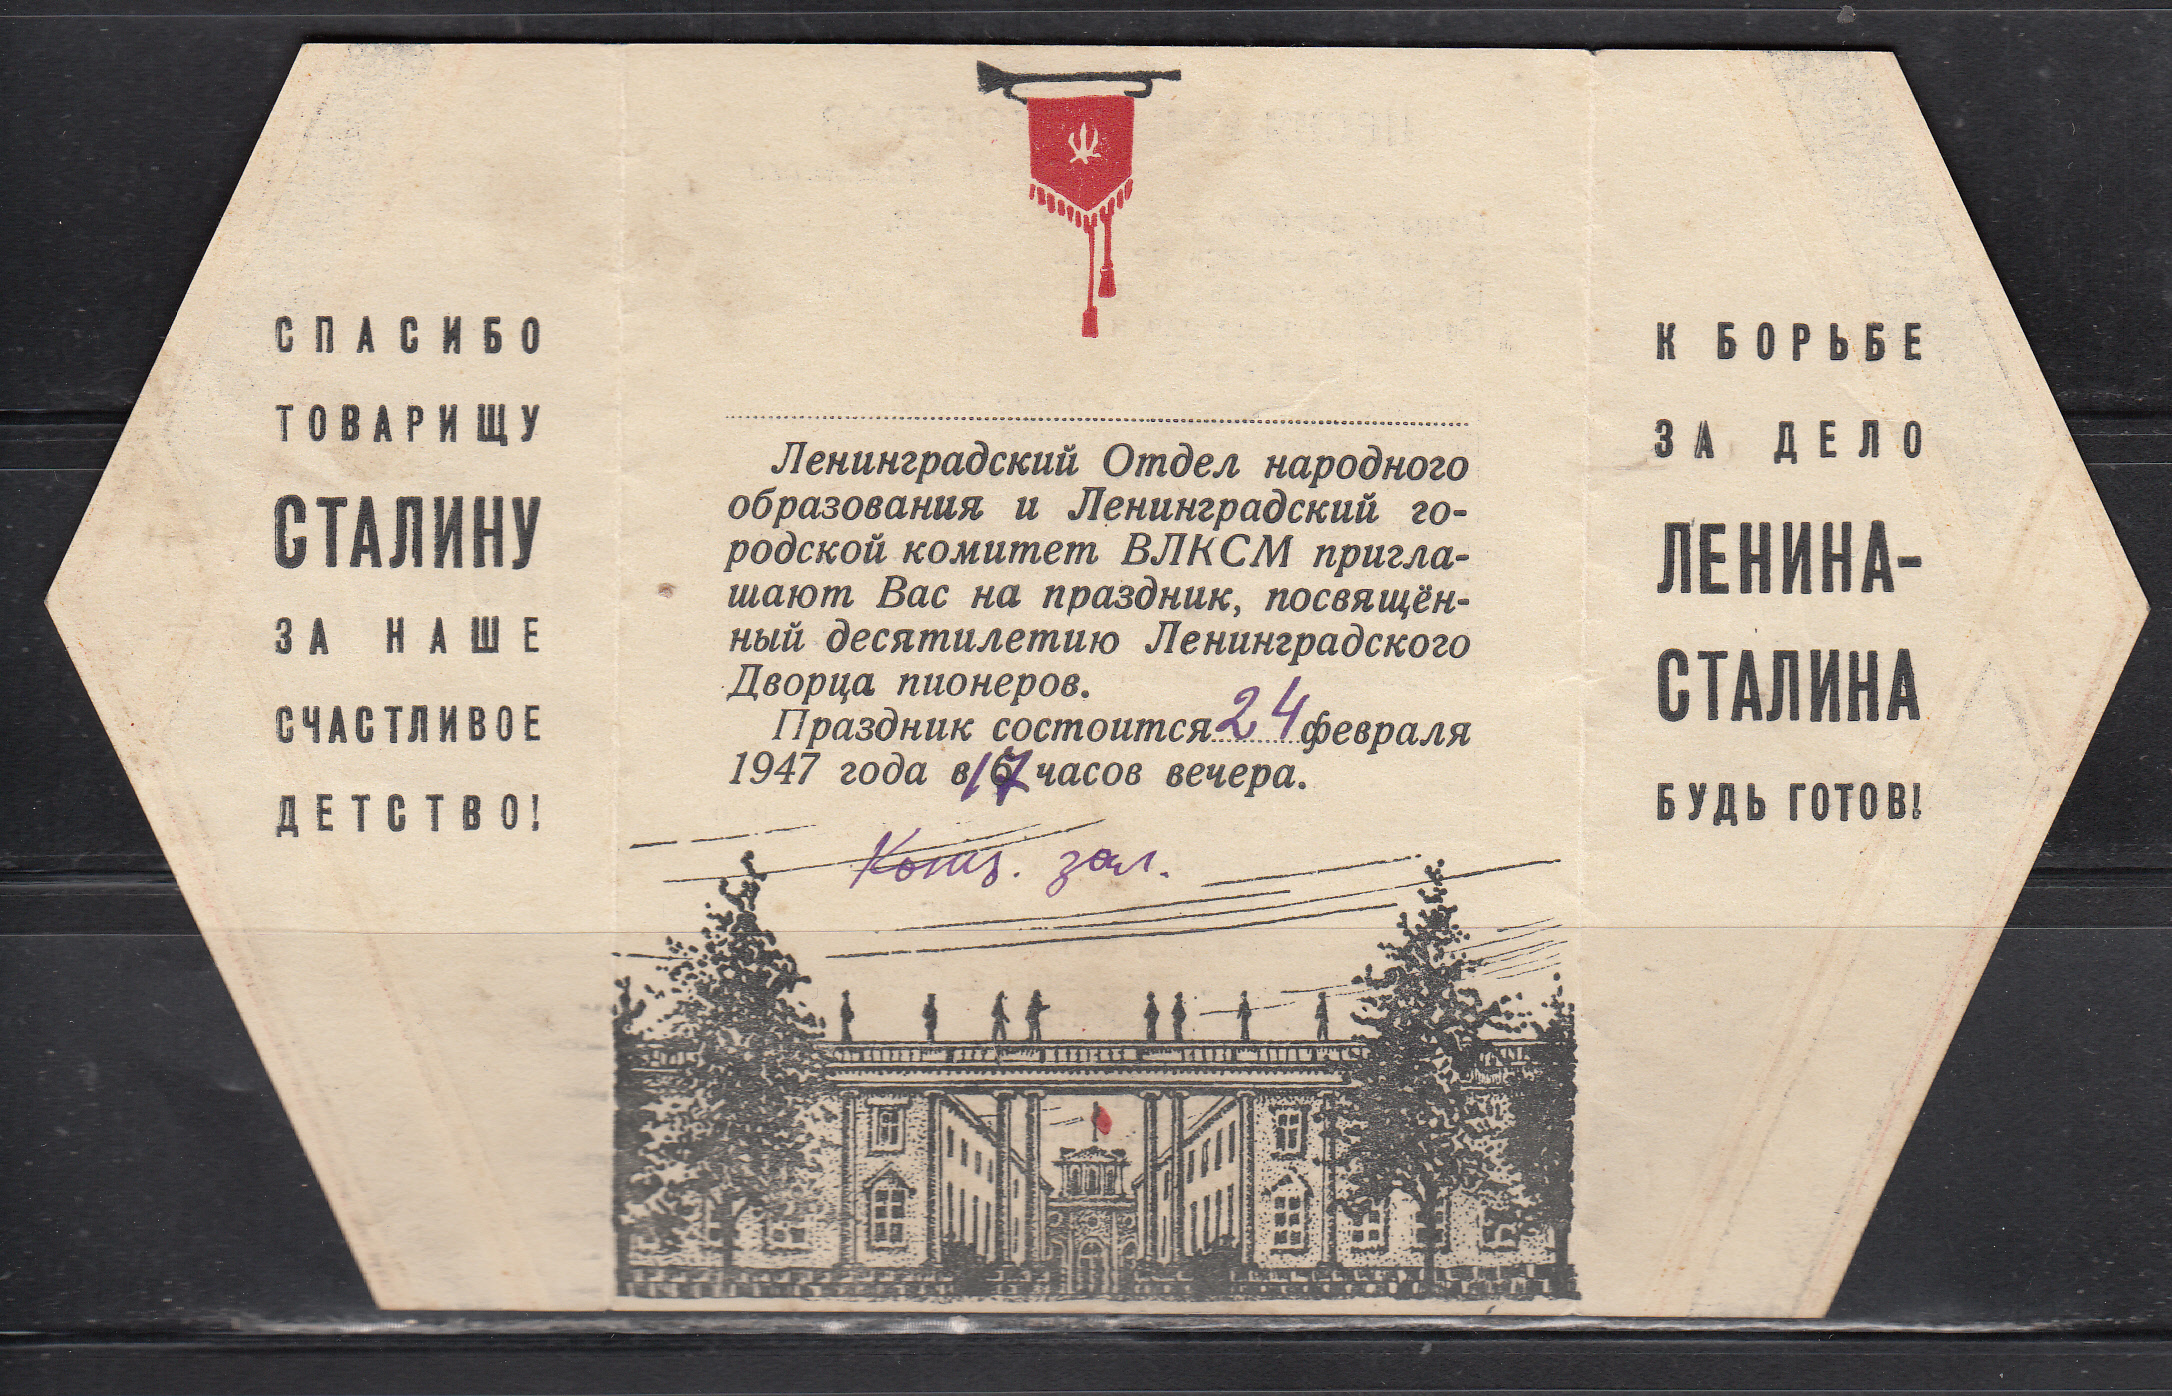 СПАСИБО
ТОВАРИЩУ
СТАЛИНУ
ЗА НАШЕ
СЧАСТЛИВОЕ
ДЕТСТВО!
Ленинградский Отдел народного
образования и Ленинградский го-
родской комитет ВЛКСМ пригла-
шают Вас на праздник, посвящён-
ный десятилетию Ленинградского
Дворца пионеров.
Праздник состоится 24 февраля
1947 года в 17 часов вечера.
Конц. зал.
К БОРЬБЕ
ЗА ДЕЛО
ЛЕНИНА-
СТАЛИНА
БУДЬ ГОТОВ!